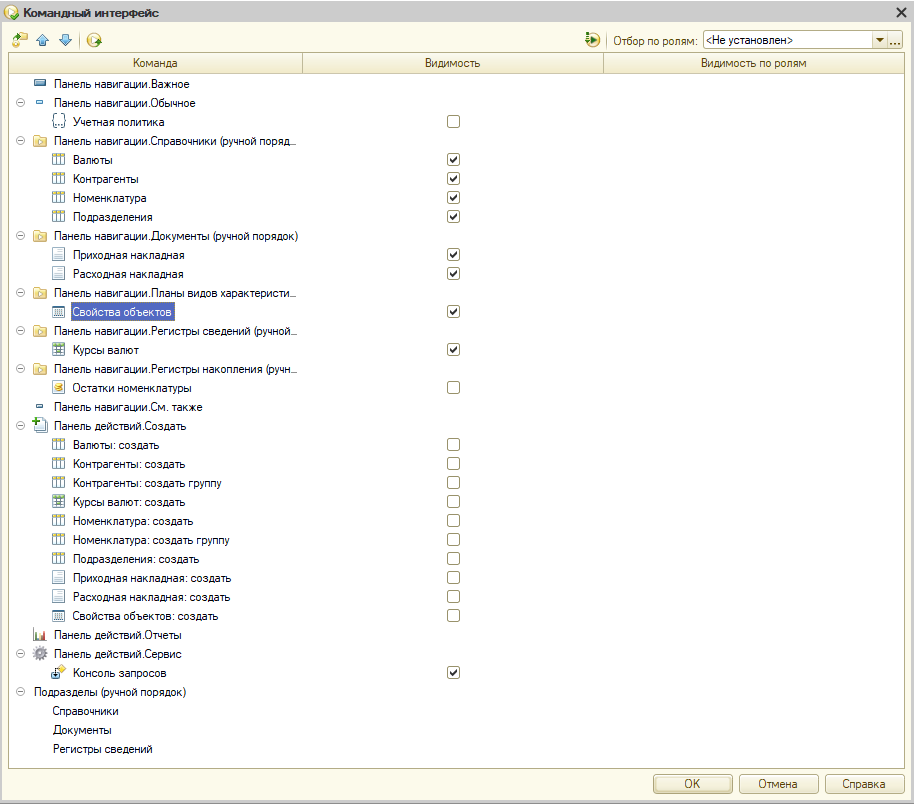 Командный интерфейс
Отбор по ролям: <Не установлен> ...
Команда Видимость Видимость по ролям
Панель навигации.Важное
Панель навигации.Обычное
Учетная политика
Панель навигации.Справочники (ручной поряд...
Валюты
Контрагенты
Номенклатура
Подразделения
Панель навигации.Документы (ручной порядок)
Приходная накладная
Расходная накладная
Панель навигации.Планы видов характеристи...
Свойства объектов
Панель навигации.Регистры сведений (ручной...
Курсы валют
Панель навигации.Регистры накопления (ручн...
Остатки номенклатуры
Панель навигации.См. также
Панель действий.Создать
Валюты: создать
Контрагенты: создать
Контрагенты: создать группу
Курсы валют: создать
Номенклатура: создать
Номенклатура: создать группу
Подразделения: создать
Приходная накладная: создать
Расходная накладная: создать
Свойства объектов: создать
Панель действий.Отчеты
Панель действий.Сервис
Консоль запросов
Подразделы (ручной порядок)
Справочники
Документы
Регистры сведений
OK Отмена Справка